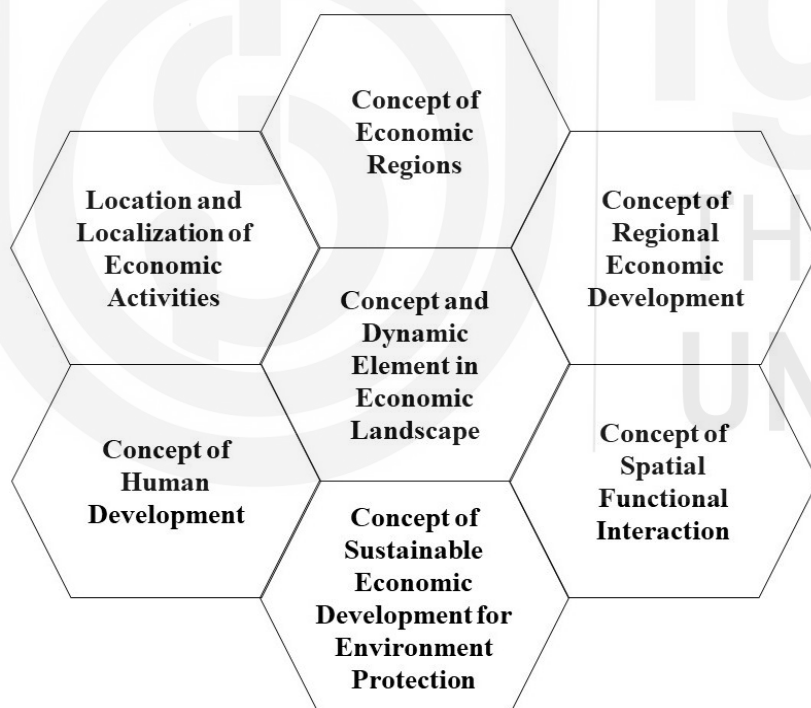 Concept of
Economic
Regions
Location and
Localization of
Economic
Activities
Concept of
Regional
Economic
Development
Concept and
Dynamic
Element in
Economic
Landscape
Concept of
Human
Development
Concept of
Spatial
Functional
Interaction
Concept of
Sustainable
Economic
Development for
Environment
Protection